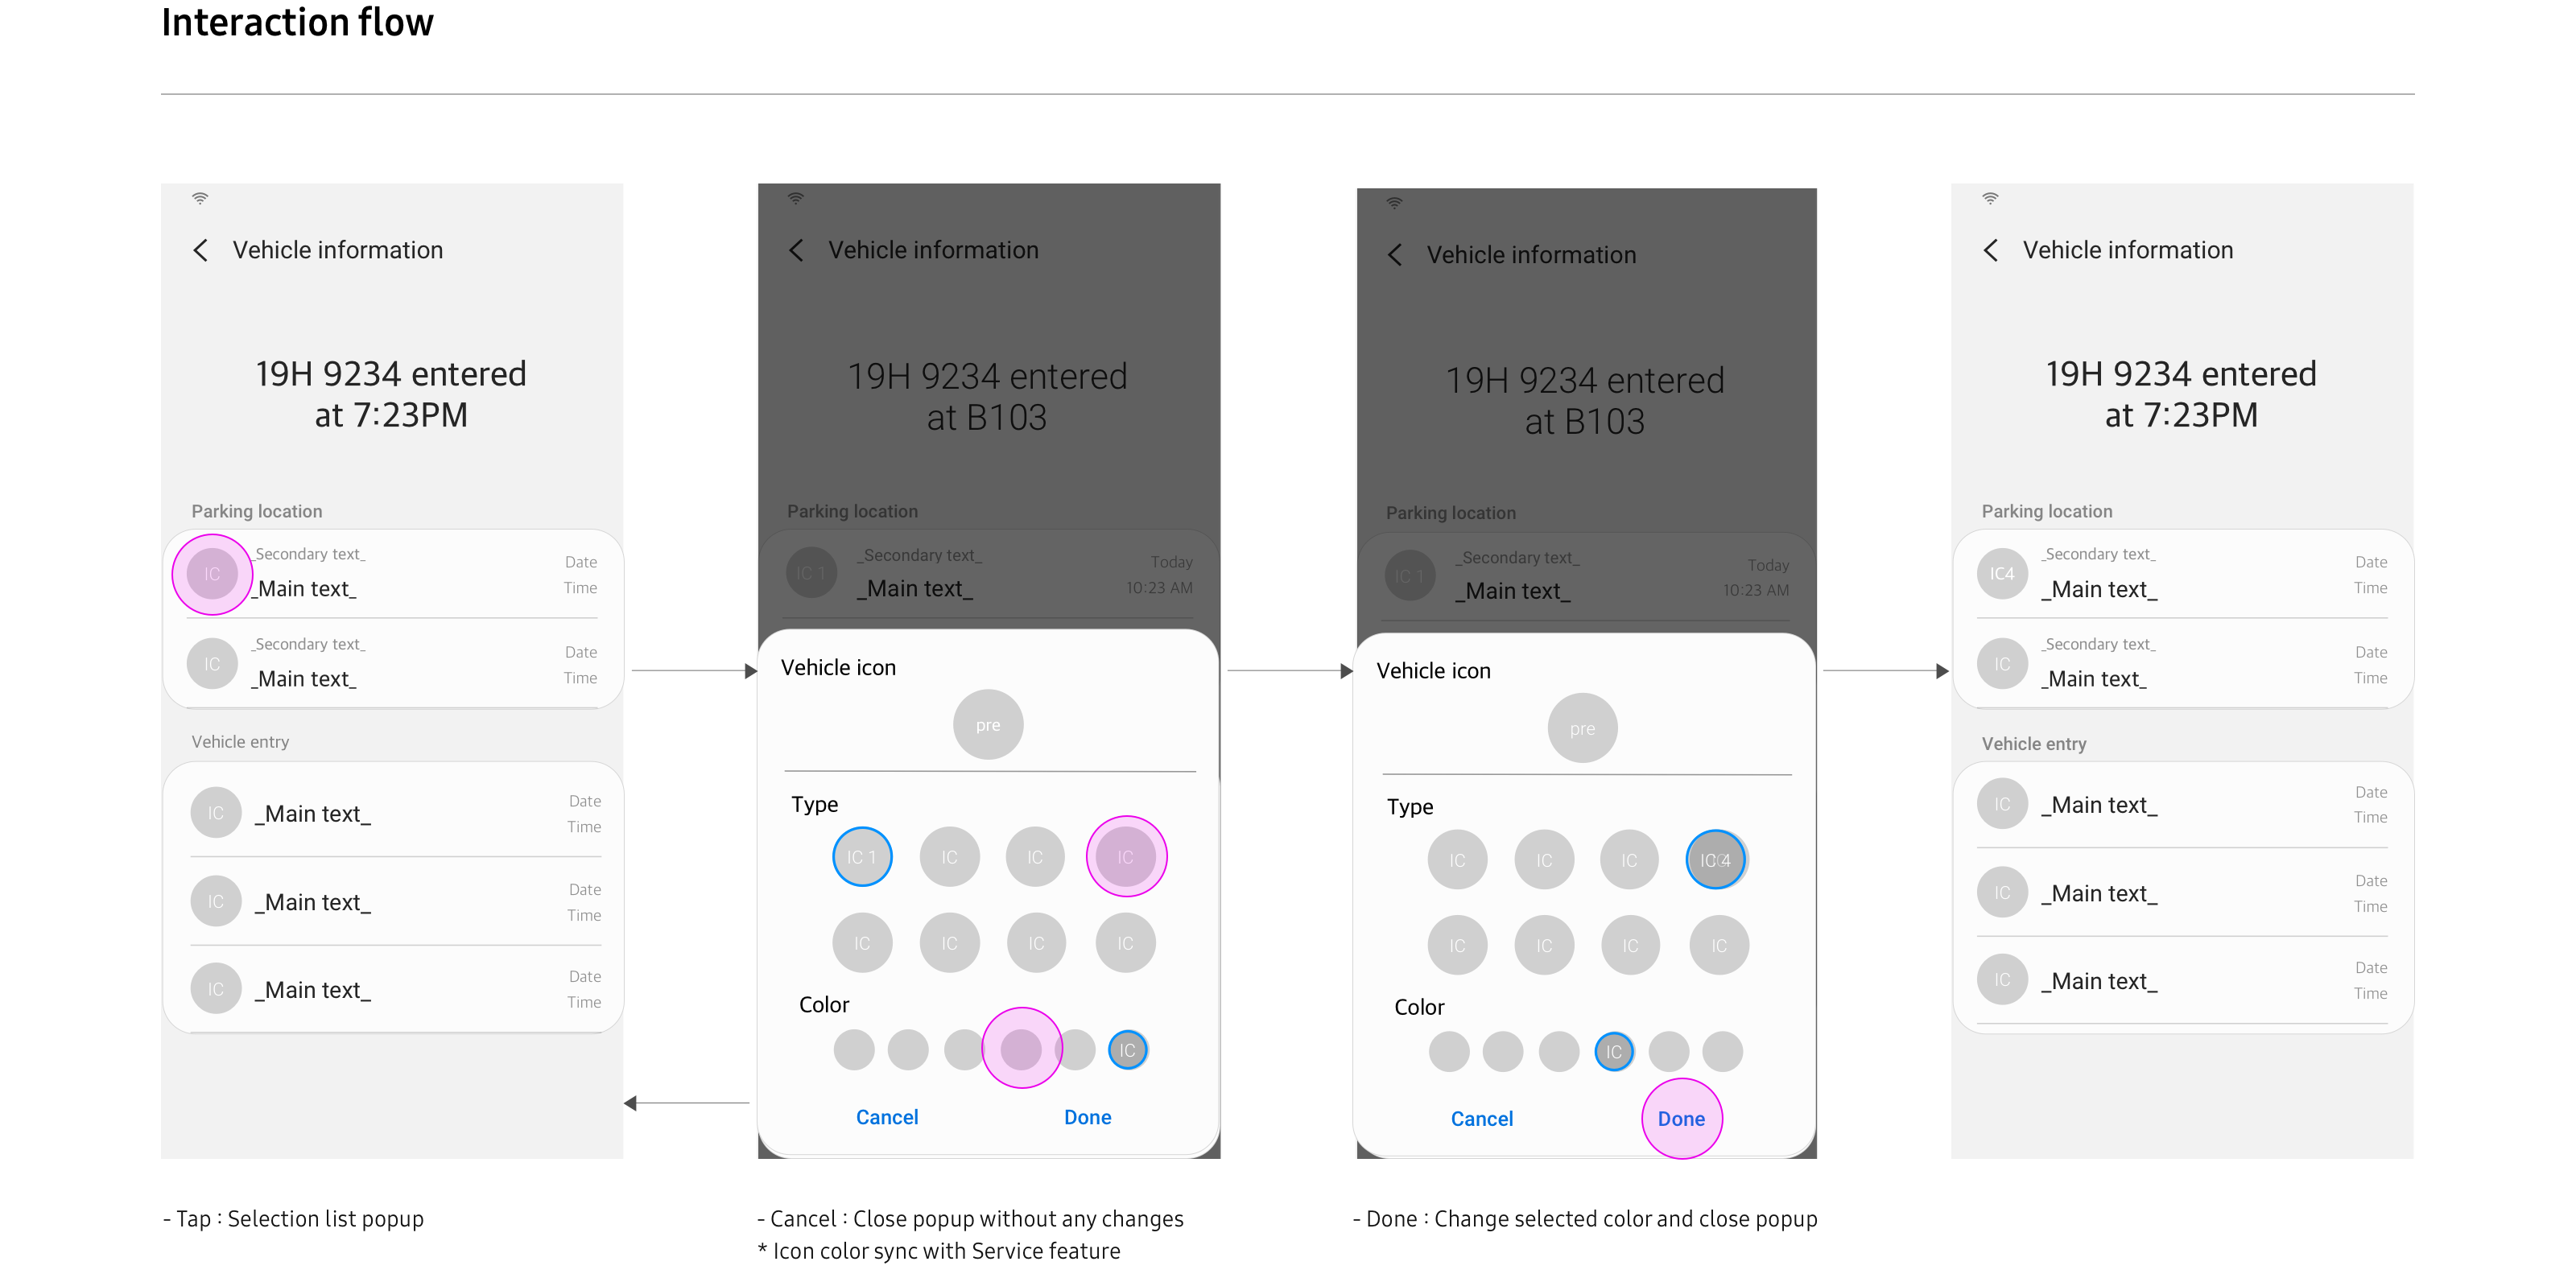 Interaction flow
Vehicle information
19H 9234 entered
at 7:23PM
Parking location
IC
_Secondary text_
_Main text_
Date
Time
IC
_Secondary text_
_Main text_
Date
Time
Vehicle entry
IC
_Main text_
Date
Time
IC
_Main text_
Date
Time
IC
_Main text_
Date
Time
- Tap : Selection list popup
Vehicle information
19H 9234 entered
at B103
Parking location
IC 1
_Secondary text_
_Main text_
Today
10:23 AM
Vehicle icon
pre
Type
IC 1 IC IC IC
IC IC IC IC
Color
IC
Cancel Done
- Cancel : Close popup without any changes
* Icon color sync with Service feature
Vehicle information
19H 9234 entered
at B103
Parking location
IC 1
_Secondary text_
_Main text_
Today
10:23 AM
Vehicle icon
pre
Type
IC IC IC IC 4
IC IC IC IC
Color
IC
Cancel Done
- Done : Change selected color and close popup
Vehicle information
19H 9234 entered
at 7:23PM
Parking location
IC4
_Secondary text_
_Main text_
Date
Time
IC
_Secondary text_
_Main text_
Date
Time
Vehicle entry
IC
_Main text_
Date
Time
IC
_Main text_
Date
Time
IC
_Main text_
Date
Time